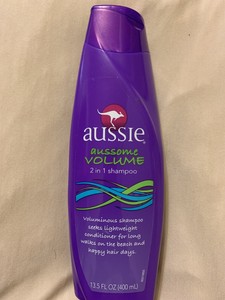 aussie
aussome
VOLUME
2 in 1 shampoo
Voluminous shampoo
seeks lightweight
conditioner for long
walks on the beach and
happy hair days.
13.5 FL OZ (400 mL)